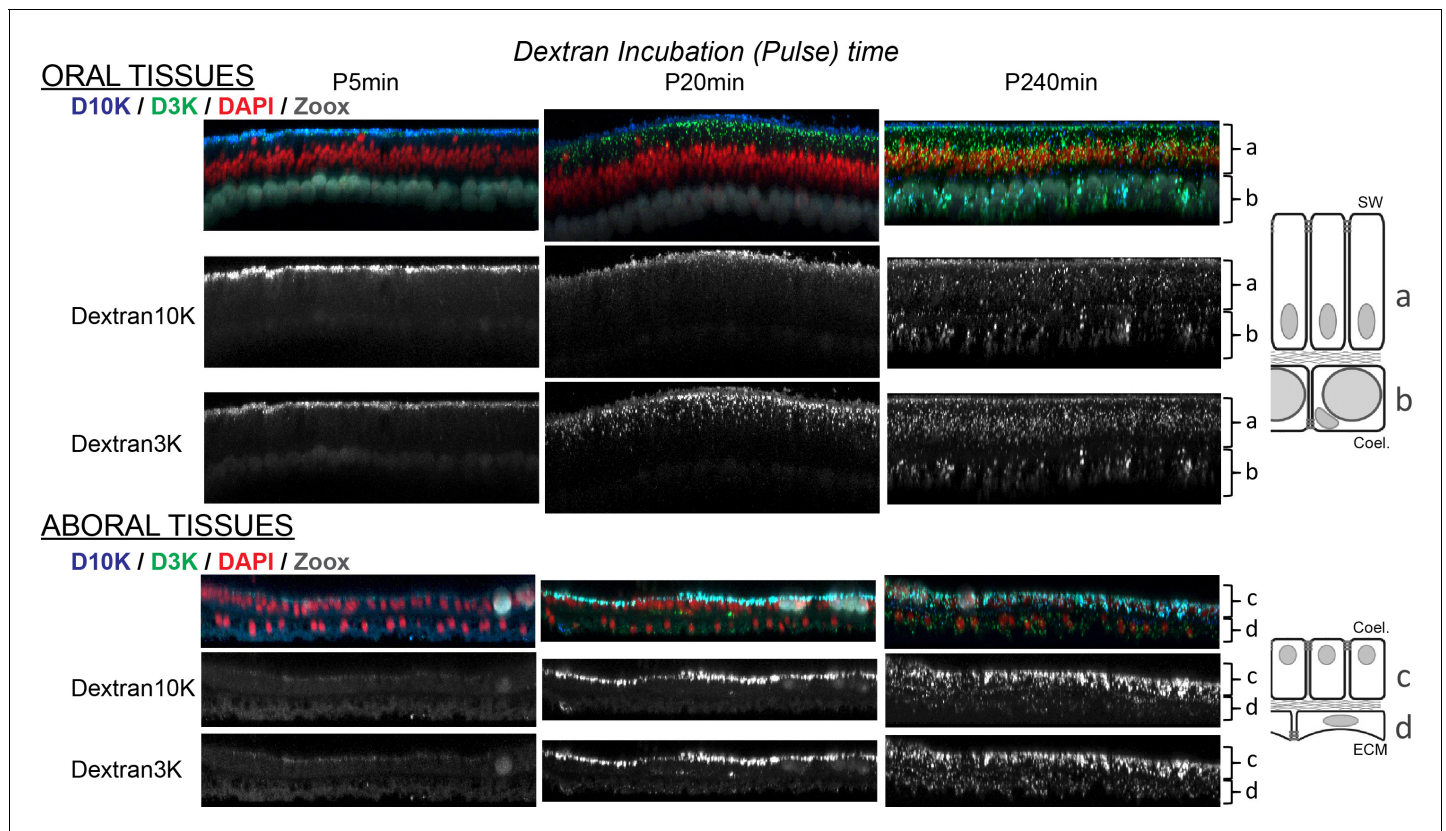 Dextran Incubation (Pulse) time
ORAL TISSUES
P5min P20min P240min
D10K / D3K / DAPI / Zoox
a
b
SW
Dextran10K
a
b
a
Dextran3K
a
b
b
Coel.
ABORAL TISSUES
D10K / D3K / DAPI / Zoox
c
d
Coel.
Dextran10K
c
d
c
d
ECM
Dextran3K
c
d